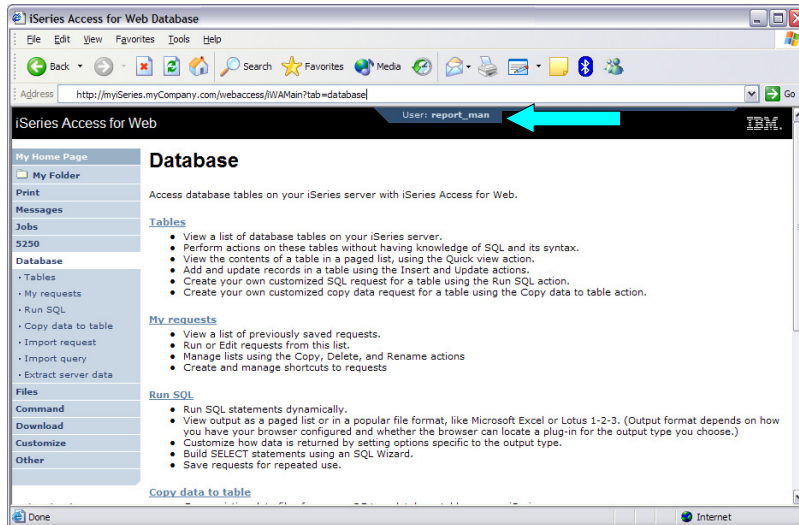 iSeries Access for Web Database
File Edit View Favorites Tools Help
Back Search Favorites Media
Address http://myiSeries.myCompany.com/webaccess/iWAMain?tab=database Go
iSeries Access for Web
User: report_man
IBM.
My Home Page
My Folder
Print
Messages
Jobs
5250
Database
• Tables
• My requests
• Run SQL
• Copy data to table
• Import request
• Import query
• Extract server data
Files
Command
Download
Customize
Other
Database
Access database tables on your iSeries server with iSeries Access for Web.
Tables
• View a list of database tables on your iSeries server.
• Perform actions on these tables without having knowledge of SQL and its syntax.
• View the contents of a table in a paged list, using the Quick view action.
• Add and update records in a table using the Insert and Update actions.
• Create your own customized SQL request for a table using the Run SQL action.
• Create your own customized copy data request for a table using the Copy data to table action.
My requests
• View a list of previously saved requests.
• Run or Edit requests from this list.
• Manage lists using the Copy, Delete, and Rename actions
• Create and manage shortcuts to requests
Run SQL
• Run SQL statements dynamically.
• View output as a paged list or in a popular file format, like Microsoft Excel or Lotus 1-2-3. (Output format depends on how
you have your browser configured and whether the browser can locate a plug-in for the output type you choose.)
• Customize how data is returned by setting options specific to the output type.
• Build SELECT statements using an SQL Wizard.
• Save requests for repeated use.
Copy data to table
Done
Internet